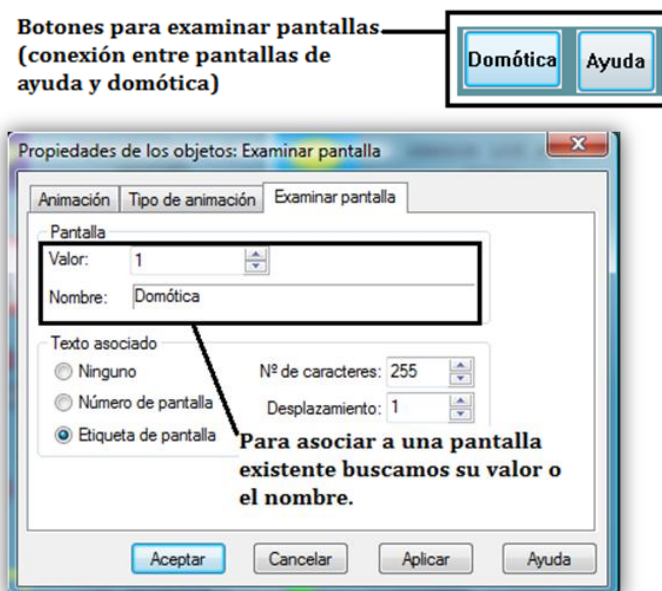 Botones para examinar pantallas
(conexión entre pantallas de
ayuda y domótica)
Domótica Ayuda
Propiedades de los objetos: Examinar pantalla
Animación Tipo de animación Examinar pantalla
Pantalla
Valor: 1
Nombre: Domótica
Texto asociado
Ninguno Nº de caracteres: 255
Número de pantalla Desplazamiento: 1
Etiqueta de pantalla
Para asociar a una pantalla
existente buscamos su valor o
el nombre.
Aceptar Cancelar Aplicar Ayuda